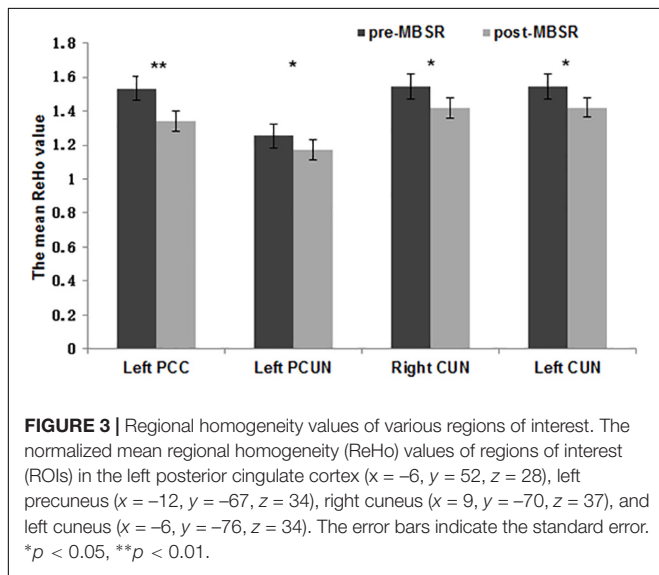 ■ pre-MBSR ■ post-MBSR
1.8
1.6
1.4
1.2
1
0.8
0.6
0.4
0.2
0
The mean ReHo value
**
*
*
*
Left PCC Left PCUN Right CUN Left CUN
FIGURE 3 | Regional homogeneity values of various regions of interest. The
normalized mean regional homogeneity (ReHo) values of regions of interest
(ROIs) in the left posterior cingulate cortex (x = –6, y = 52, z = 28), left
precuneus (x = –12, y = –67, z = 34), right cuneus (x = 9, y = –70, z = 37), and
left cuneus (x = –6, y = –76, z = 34). The error bars indicate the standard error.
*p < 0.05, **p < 0.01.